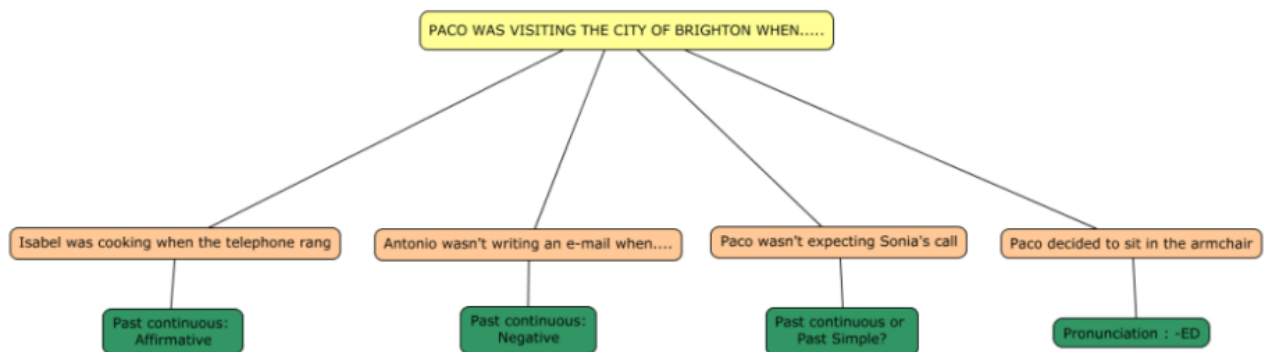 PACO WAS VISITING THE CITY OF BRIGHTON WHEN.....
Isabel was cooking when the telephone rang
Antonio wasn't writing an e-mail when....
Paco wasn't expecting Sonia's call
Paco decided to sit in the armchair
Past continuous:
Affirmative
Past continuous:
Negative
Past continuous or
Past Simple?
Pronunciation : -ED